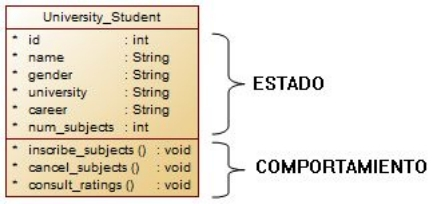 University_Student
* id : int
* name : String
* gender : String
* university : String
* career : String
* num_subjects : int
ESTADO
* inscribe_subjects () : void
* cancel_subjects () : void
* consult_ratings () : void
COMPORTAMIENTO